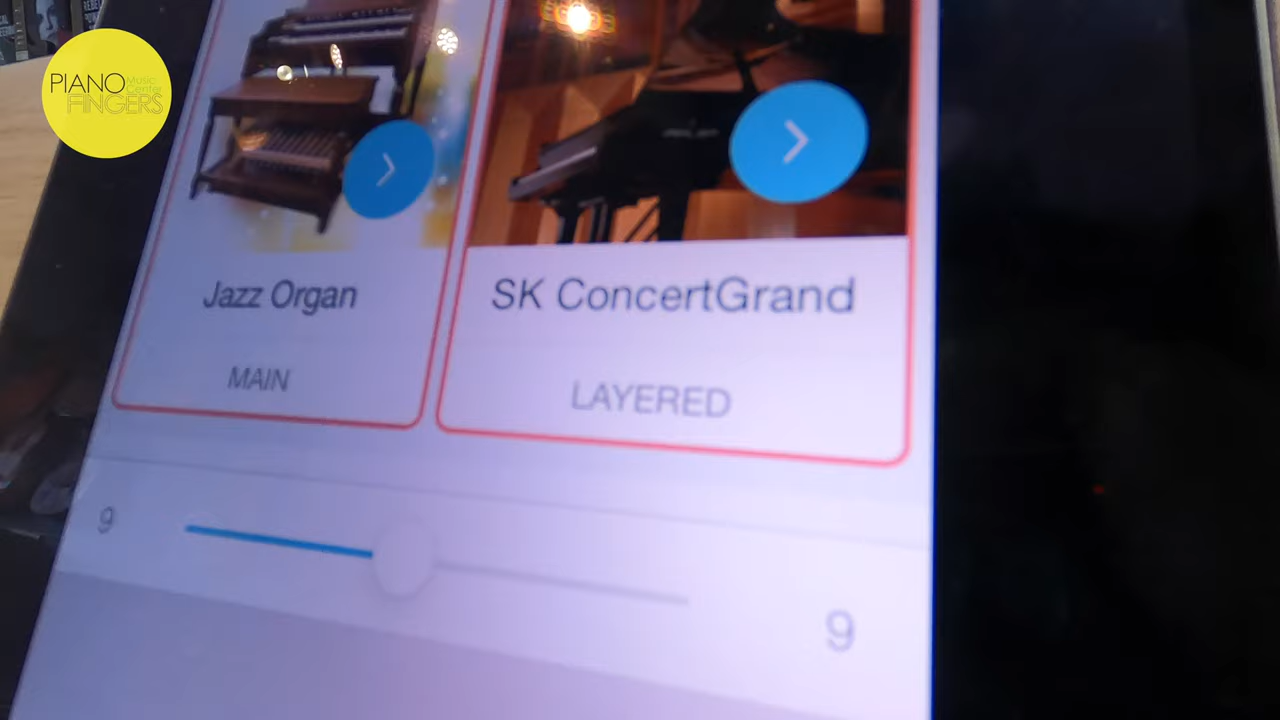 PIANO Music
Center
FINGERS
Jazz Organ
SK ConcertGrand
MAIN
LAYERED
9
9